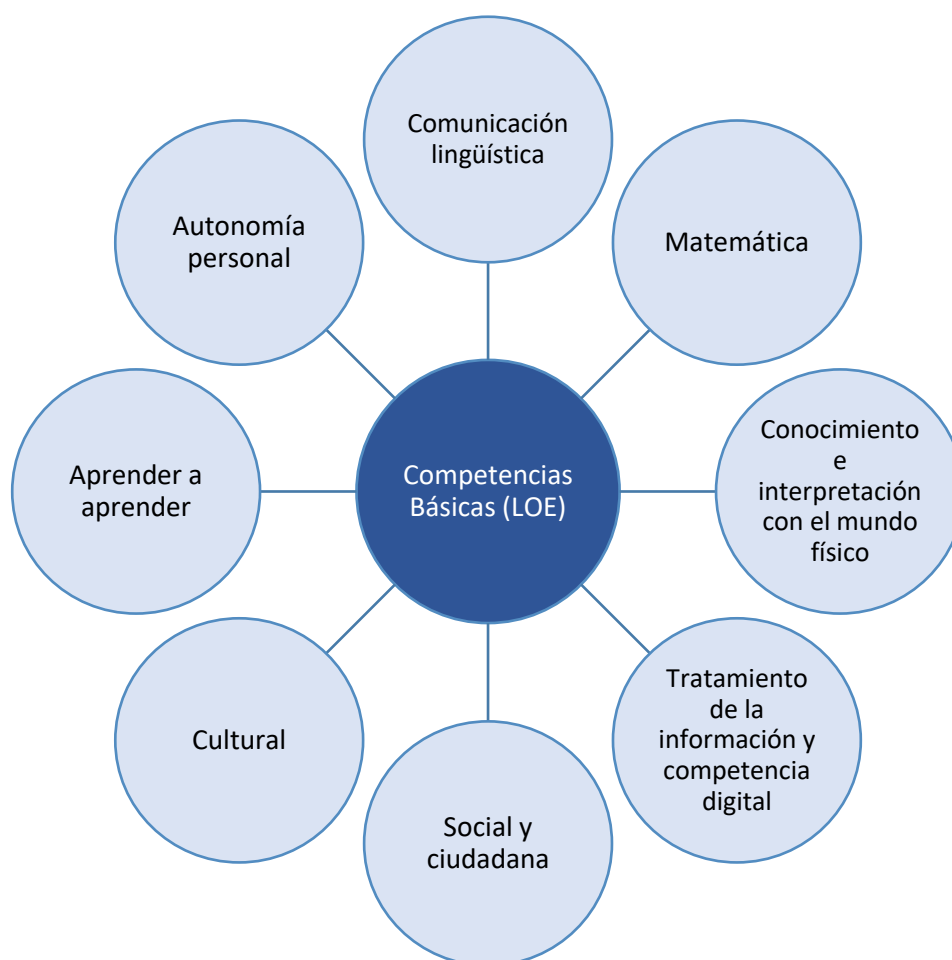 Comunicación
lingüística
Matemática
Conocimiento
e
interpretación
con el mundo
físico
Tratamiento
de la
información y
competencia
digital
Social y
ciudadana
Cultural
Aprender a
aprender
Autonomía
personal
Competencias
Básicas (LOE)